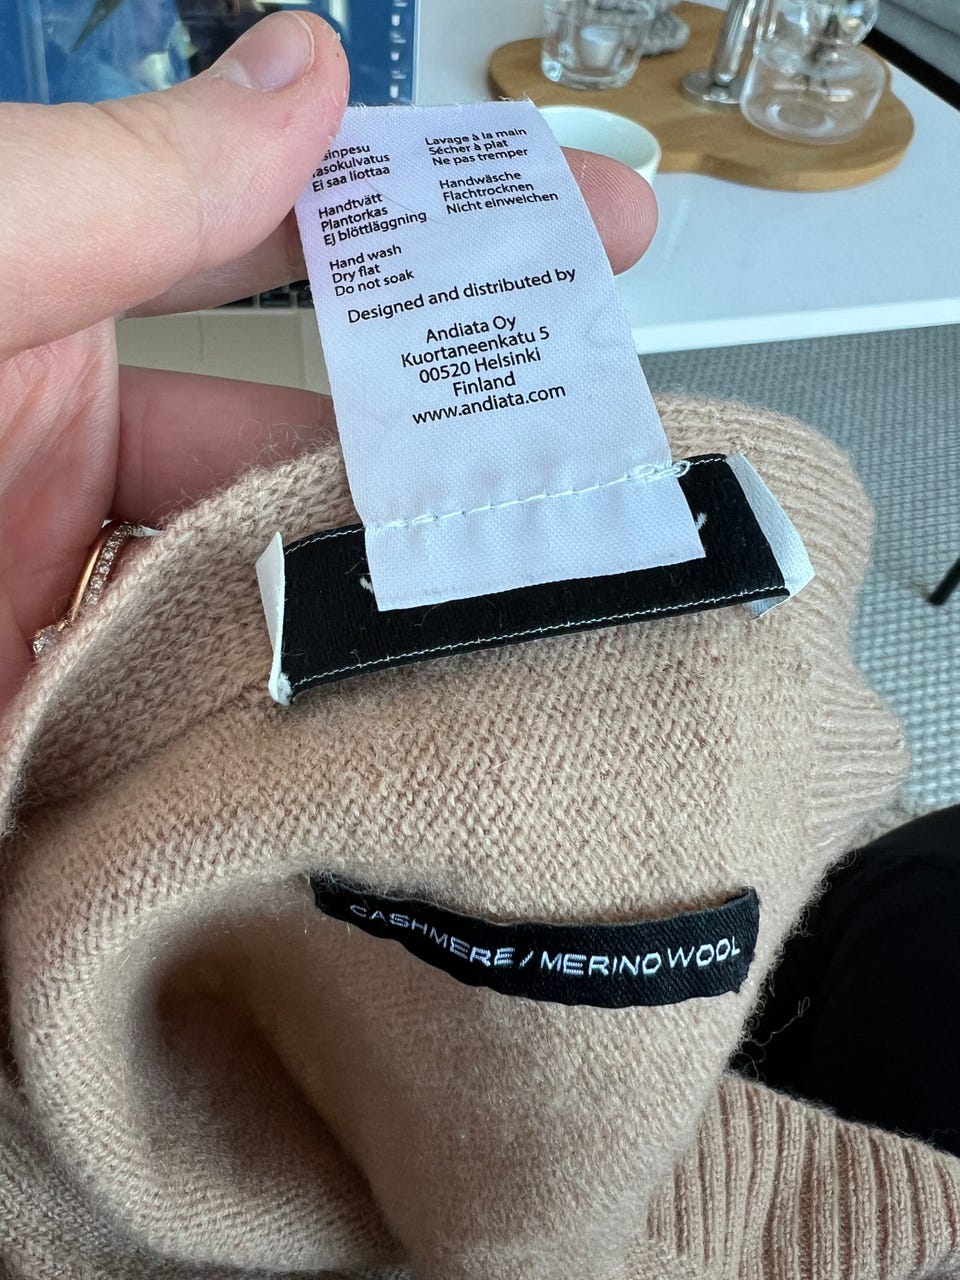 Ei saa liottaa
Handtvätt
Plantorkas
Ej blöttläggning
Hand wash
Dry flat
Do not soak
Lavage à la main
Sécher à plat
Ne pas tremper
Handwäsche
Flachtrocknen
Nicht einweichen
Designed and distributed by
Andiata Oy
Kuortaneenkatu 5
00520 Helsinki
Finland
www.andiata.com
CASHMERE / MERINO WOOL